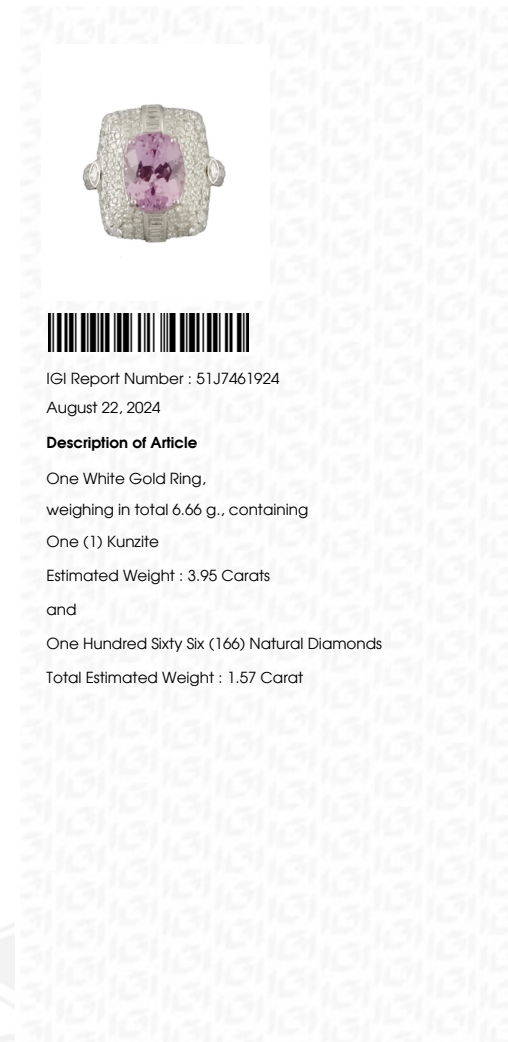 IGI Report Number : 51J7461924
August 22, 2024
Description of Article
One White Gold Ring,
weighing in total 6.66 g., containing
One (1) Kunzite
Estimated Weight : 3.95 Carats
and
One Hundred Sixty Six (166) Natural Diamonds
Total Estimated Weight : 1.57 Carat